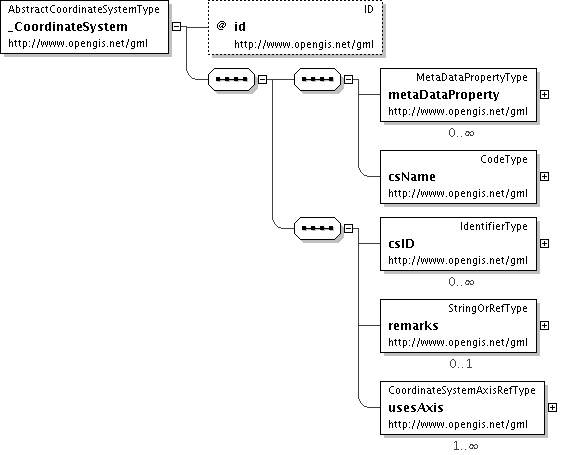 AbstractCoordinateSystemType
_CoordinateSystem
http://www.opengis.net/gml
ID
@ id
http://www.opengis.net/gml
MetaDataPropertyType
metaDataProperty
http://www.opengis.net/gml
0..∞
CodeType
csName
http://www.opengis.net/gml
IdentifierType
csID
http://www.opengis.net/gml
0..∞
StringOrRefType
remarks
http://www.opengis.net/gml
0..1
CoordinateSystemAxisRefType
usesAxis
http://www.opengis.net/gml
1..∞